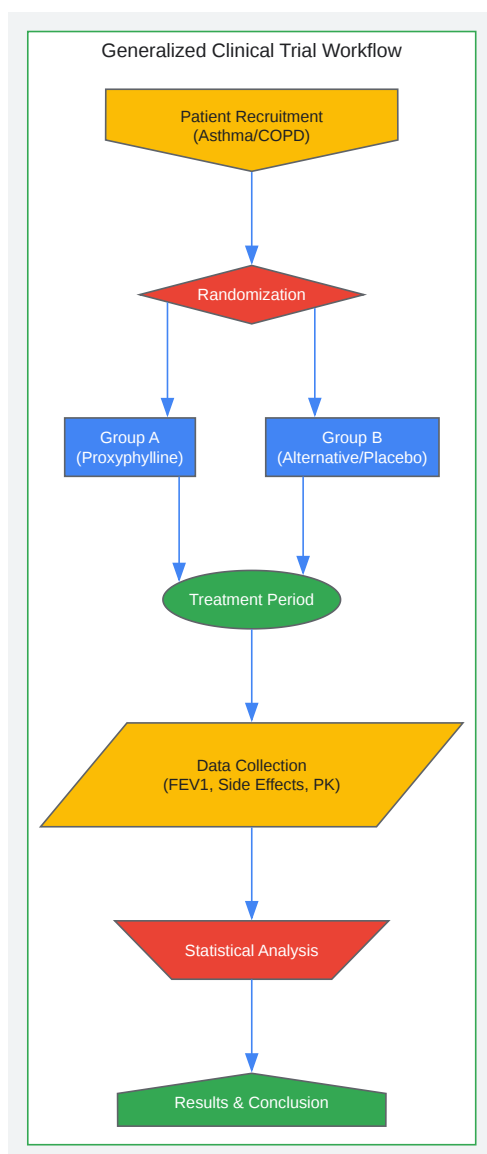 Generalized Clinical Trial Workflow
Patient Recruitment
(Asthma/COPD)
Randomization
Group A
(Proxyphylline)
Group B
(Alternative/Placebo)
Treatment Period
Data Collection
(FEV1, Side Effects, PK)
Statistical Analysis
Results & Conclusion